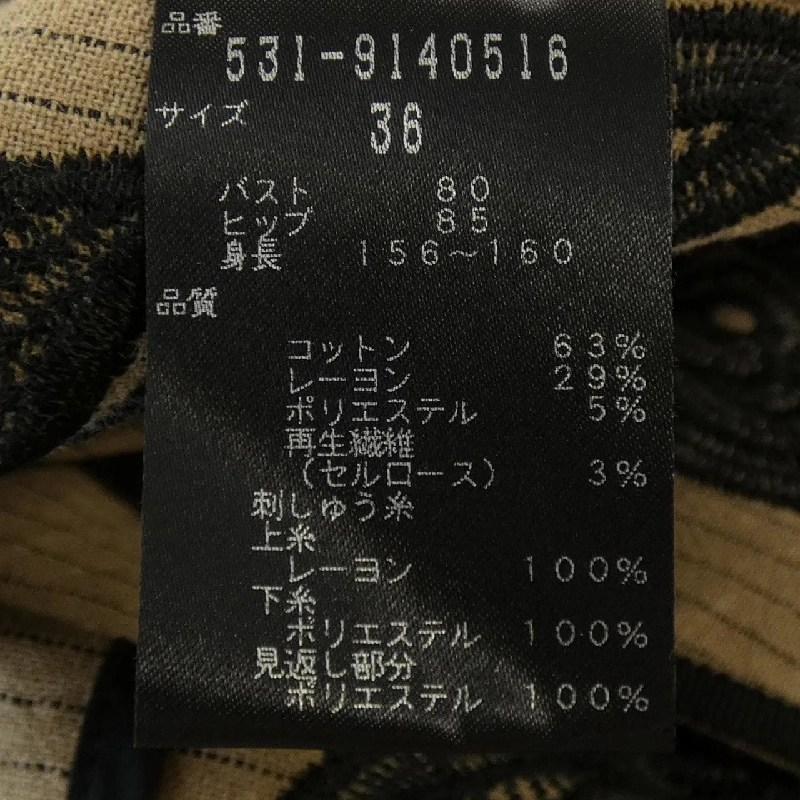 品番
531-9140516
サイズ 36
バスト 80
ヒップ 85
身長 156～160
品質
コットン 63%
レーヨン 29%
ポリエステル 5%
再生繊維
(セルロース) 3%
刺しゅう糸
上糸
レーヨン 100%
下糸
ポリエステル 100%
見返し部分
ポリエステル 100%